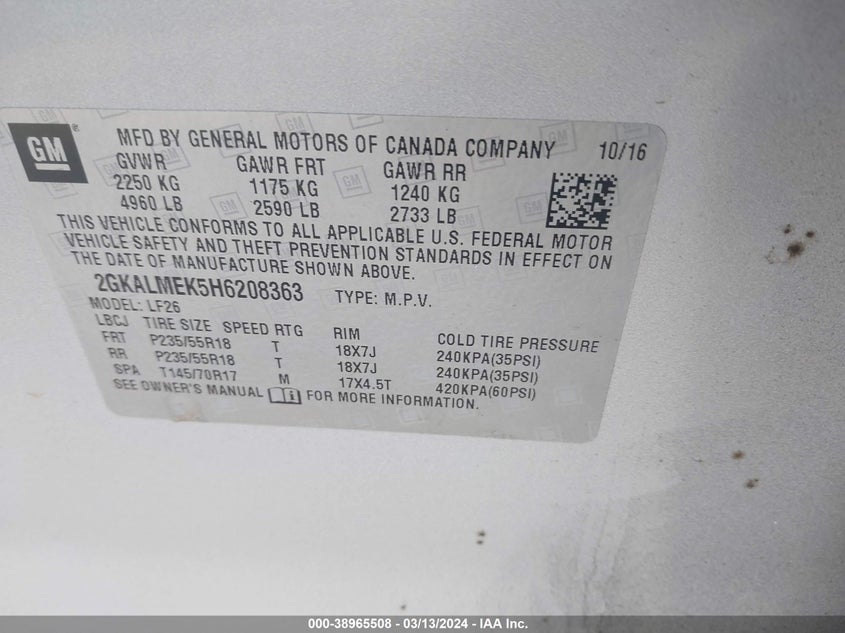 GM
MFD BY GENERAL MOTORS OF CANADA COMPANY 10/16
GVWR GAWR FRT GAWR RR
2250 KG 1175 KG 1240 KG
4960 LB 2590 LB 2733 LB
THIS VEHICLE CONFORMS TO ALL APPLICABLE U.S. FEDERAL MOTOR
VEHICLE SAFETY AND THEFT PREVENTION STANDARDS IN EFFECT ON
THE DATE OF MANUFACTURE SHOWN ABOVE.
2GKALMEK5H6208363 TYPE: M.P.V.
MODEL: LF26
LBCJ TIRE SIZE SPEED RTG RIM COLD TIRE PRESSURE
FRT P235/55R18 T 18X7J 240KPA(35PSI)
RR P235/55R18 T 18X7J 240KPA(35PSI)
SPA T145/70R17 M 17X4.5T 420KPA(60PSI)
SEE OWNER'S MANUAL FOR MORE INFORMATION.
000-38965508 - 03/13/2024 - IAA Inc.